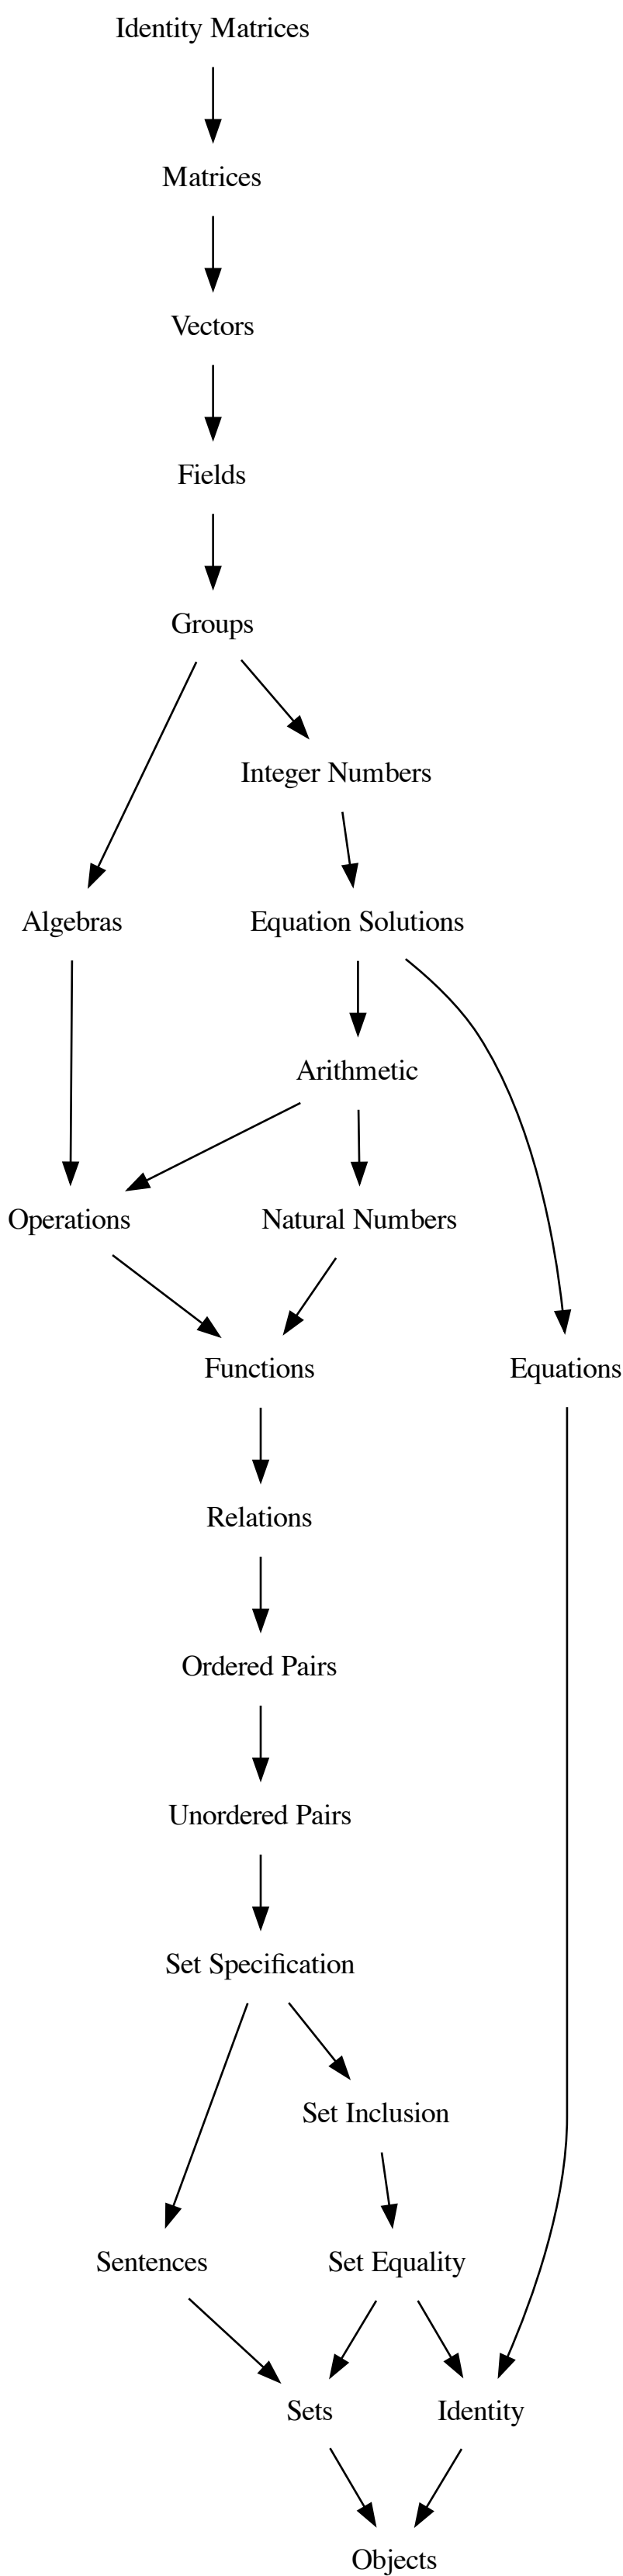 Identity Matrices
Matrices
Vectors
Fields
Groups
Integer Numbers
Algebras
Equation Solutions
Arithmetic
Operations
Natural Numbers
Functions
Equations
Relations
Ordered Pairs
Unordered Pairs
Set Specification
Set Inclusion
Sentences
Set Equality
Sets
Identity
Objects